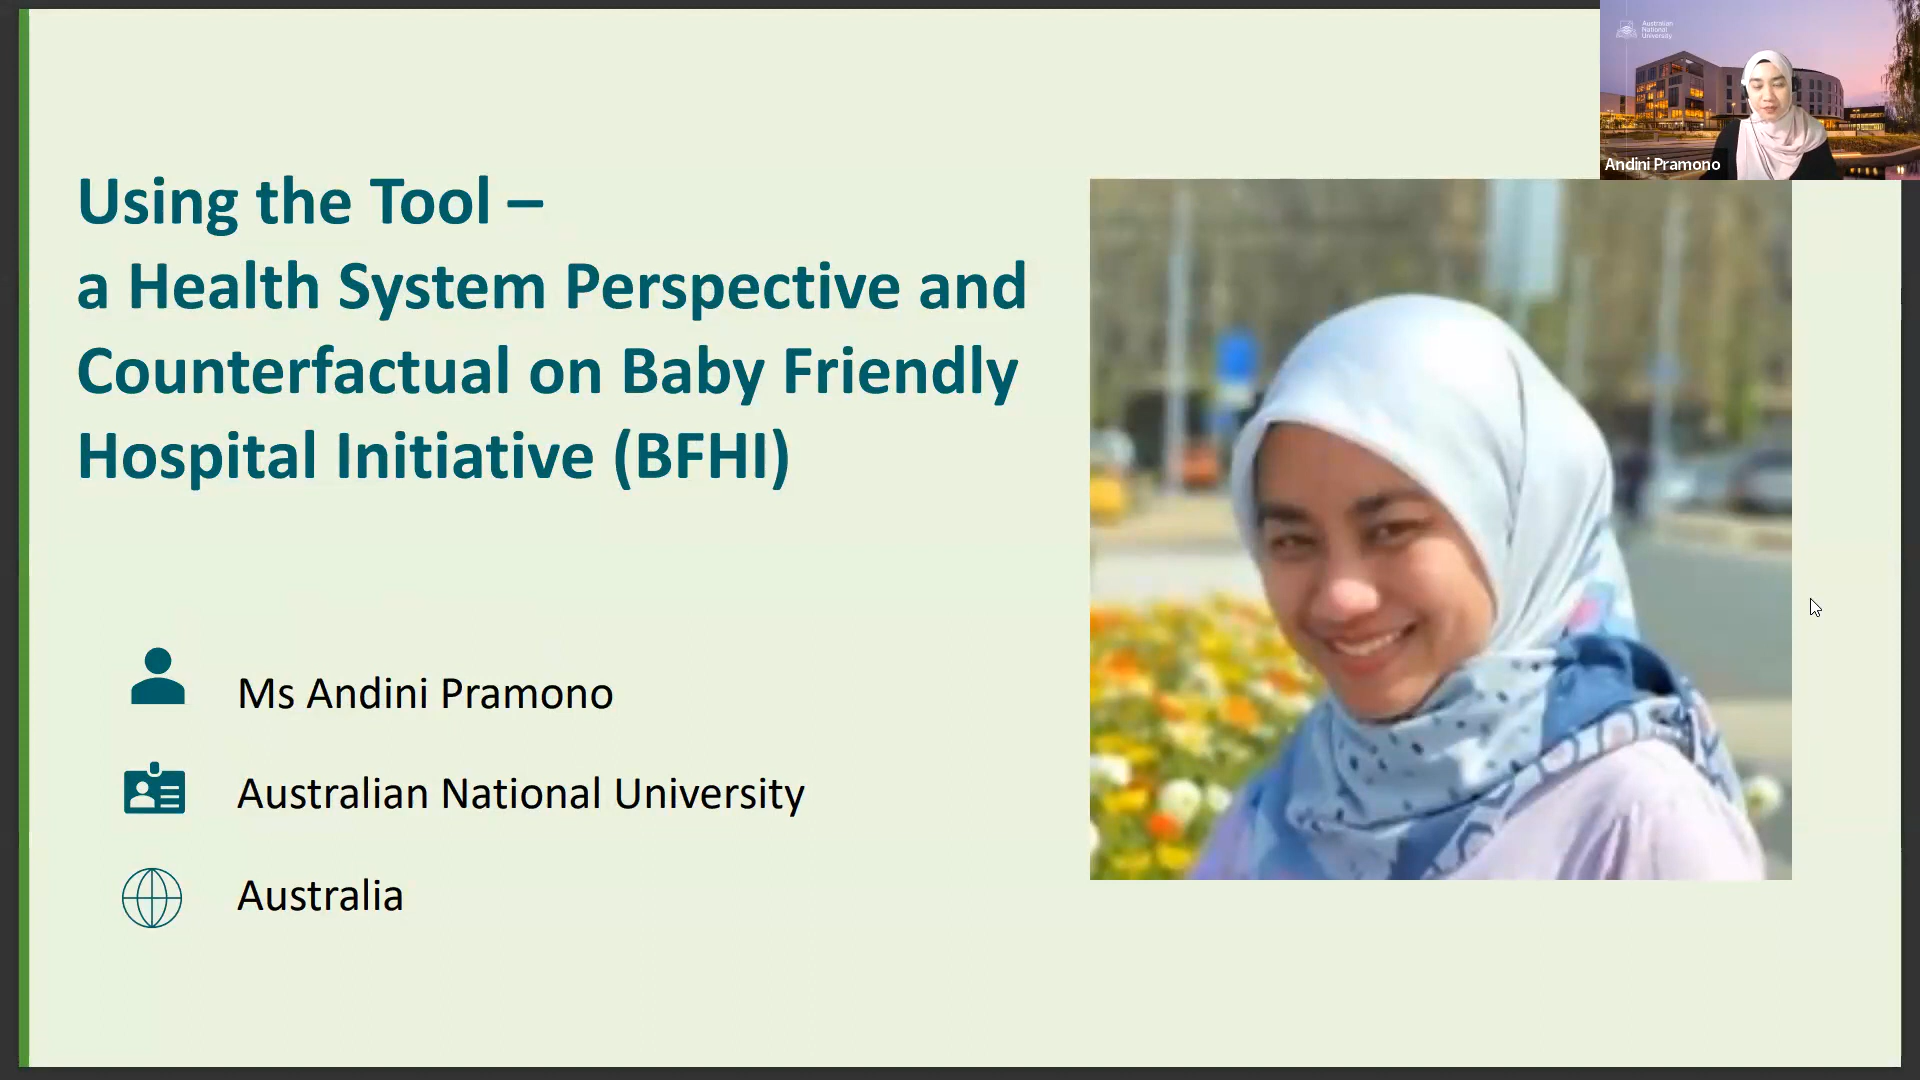 Using the Tool –
a Health System Perspective and
Counterfactual on Baby Friendly
Hospital Initiative (BFHI)
Ms Andini Pramono
Australian National University
Australia
Australian
National
University
Andini Pramono